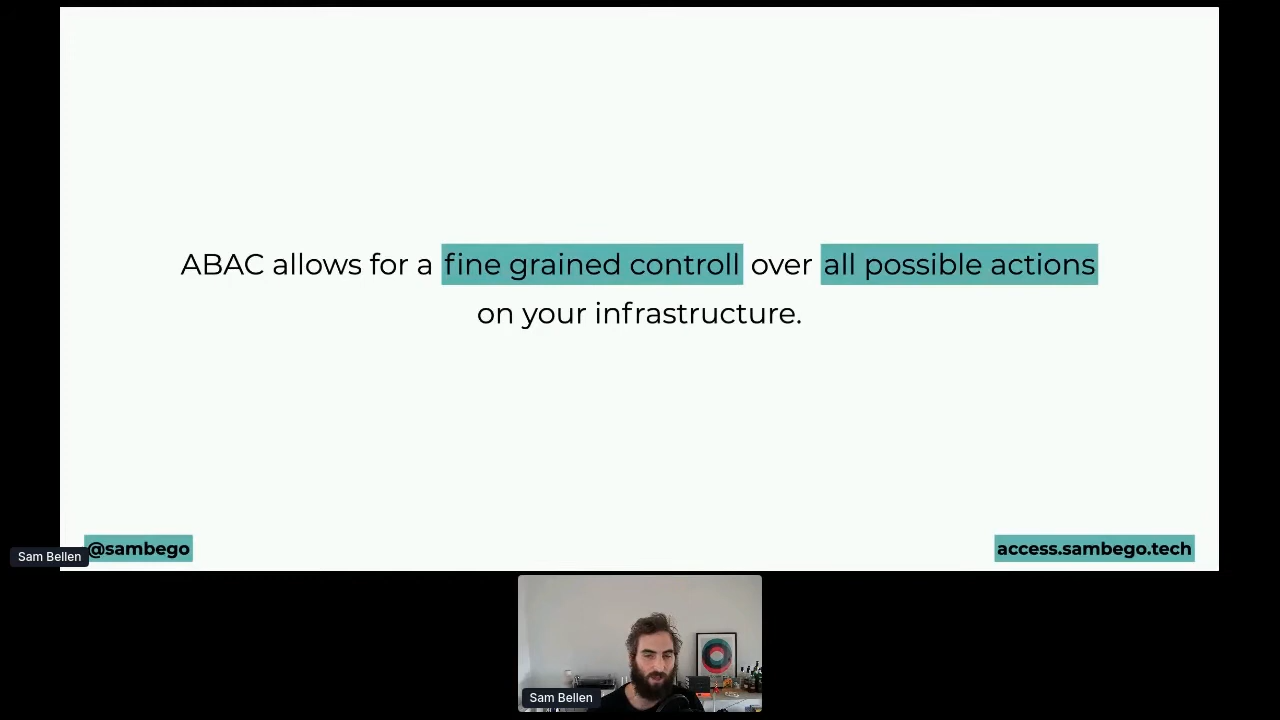 ABAC allows for a fine grained controll over all possible actions
on your infrastructure.
@sambego
Sam Bellen
access.sambego.tech
Sam Bellen